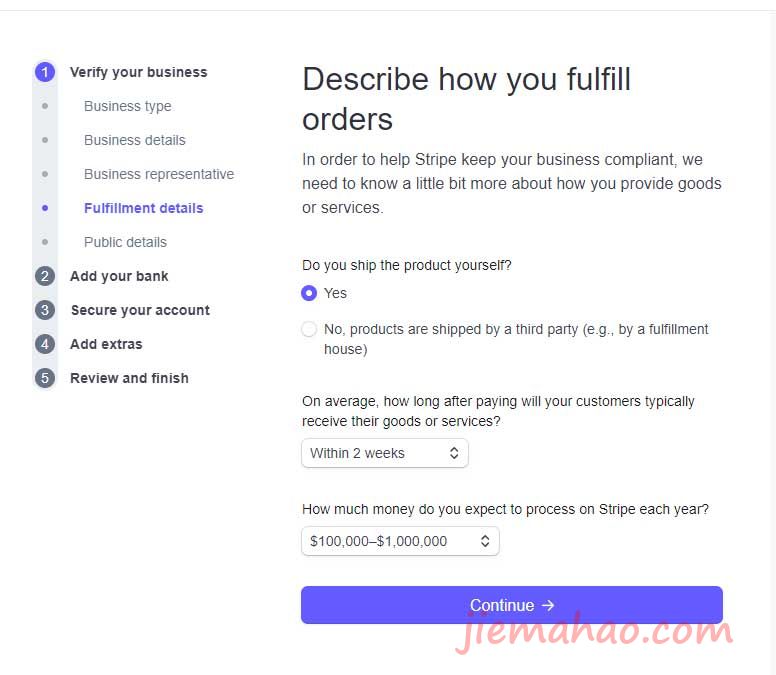 1 Verify your business
Business type
Business details
Business representative
Fulfillment details
Public details
2 Add your bank
3 Secure your account
4 Add extras
5 Review and finish
Describe how you fulfill
orders
In order to help Stripe keep your business compliant, we
need to know a little bit more about how you provide goods
or services.
Do you ship the product yourself?
Yes
No, products are shipped by a third party (e.g., by a fulfillment
house)
On average, how long after paying will your customers typically
receive their goods or services?
Within 2 weeks
How much money do you expect to process on Stripe each year?
$100,000–$1,000,000
Continue →
jiemahao.com